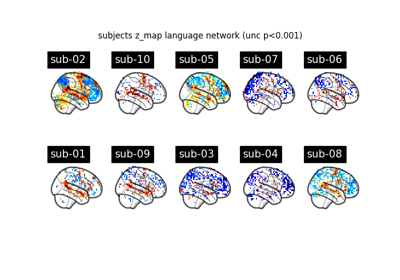 subjects z_map language network (unc p<0.001)
sub-02 sub-10 sub-05 sub-07 sub-06
sub-01 sub-09 sub-03 sub-04 sub-08